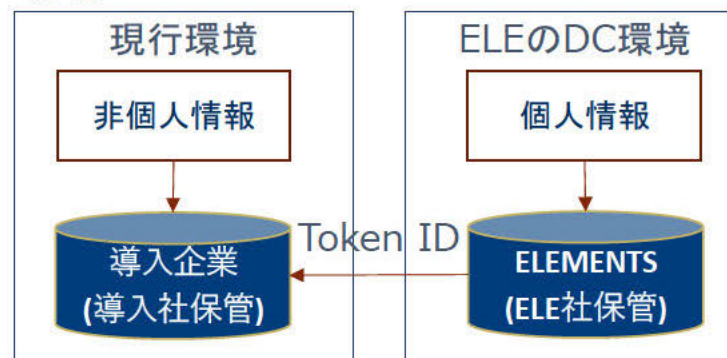 現行環境
ELEのDC環境
非個人情報
個人情報
Token ID
導入企業
(導入社保管)
ELEMENTS
(ELE社保管)